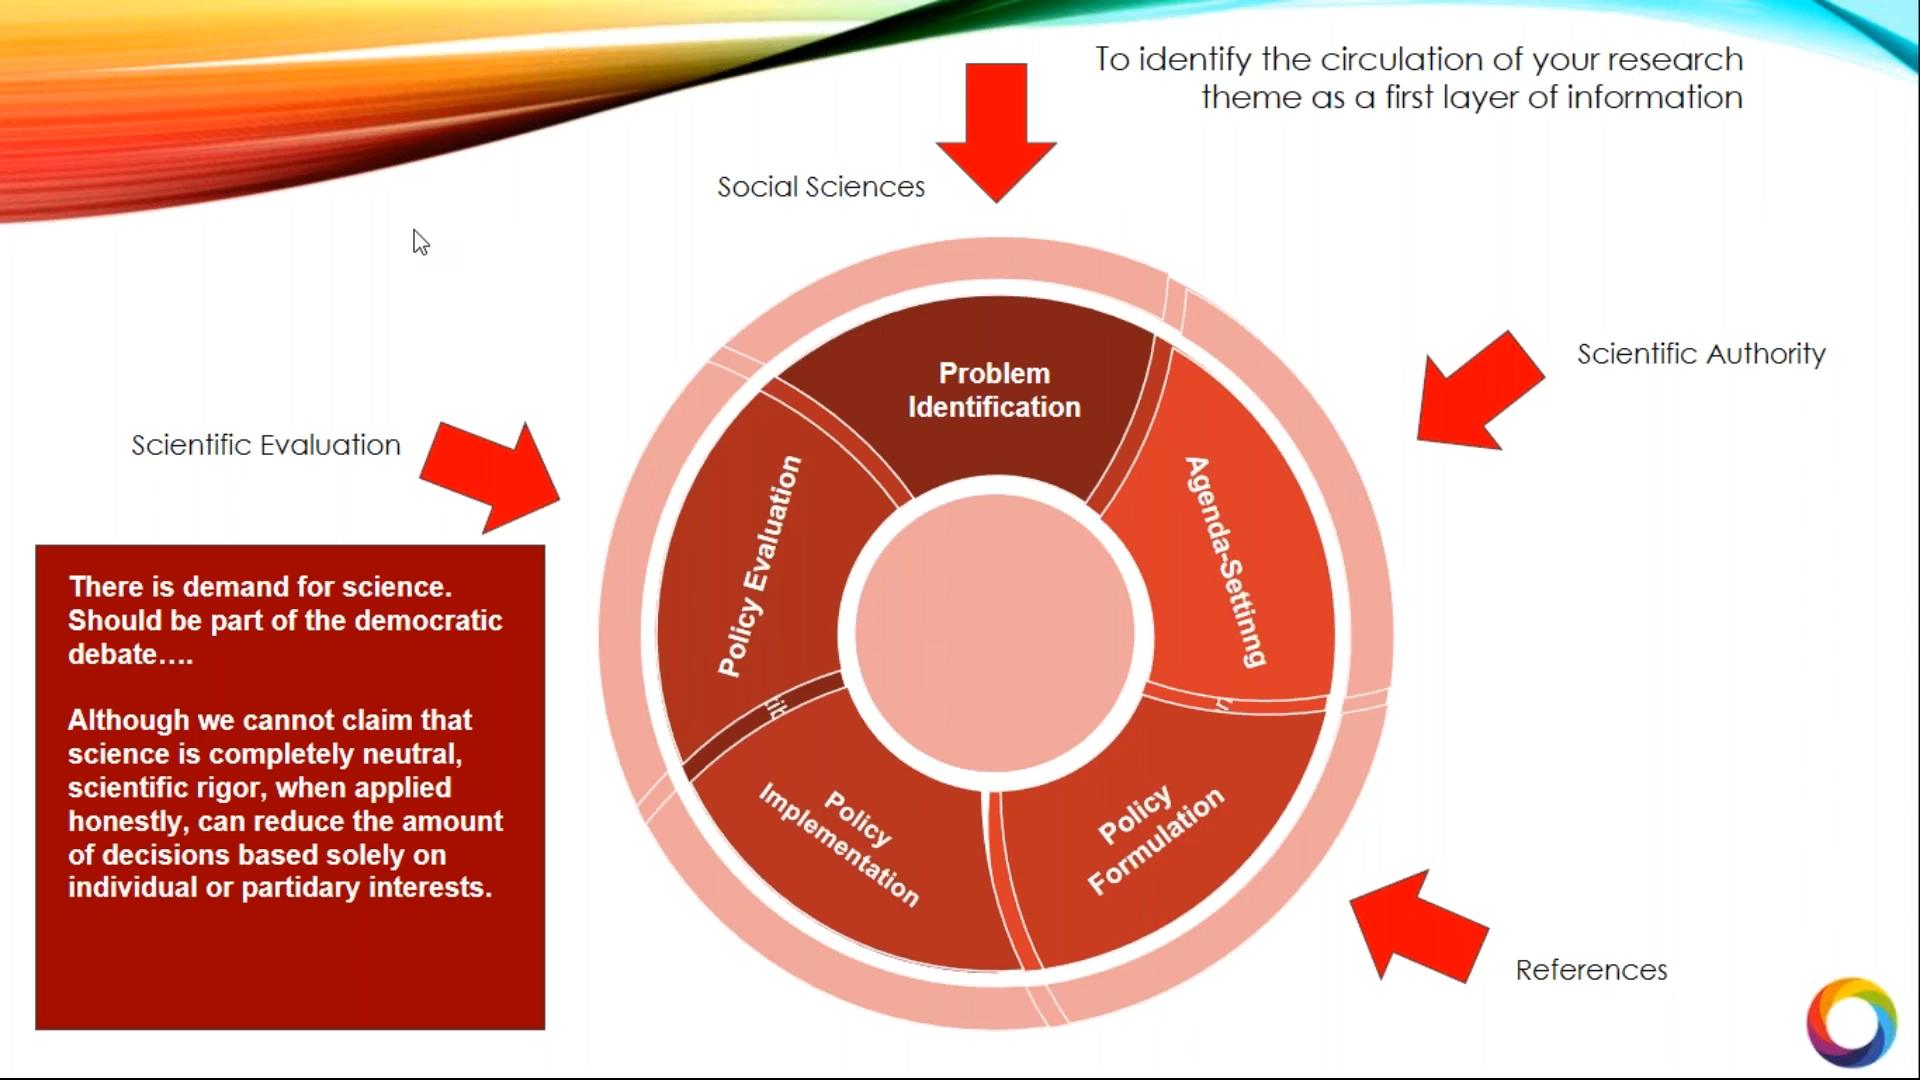 To identify the circulation of your research
theme as a first layer of information
Social Sciences
Scientific Authority
Scientific Evaluation
References
Problem
Identification
Agenda-Settinng
Policy
Formulation
Policy
Implementation
Policy Evaluation
There is demand for science.
Should be part of the democratic
debate….
Although we cannot claim that
science is completely neutral,
scientific rigor, when applied
honestly, can reduce the amount
of decisions based solely on
individual or partidary interests.